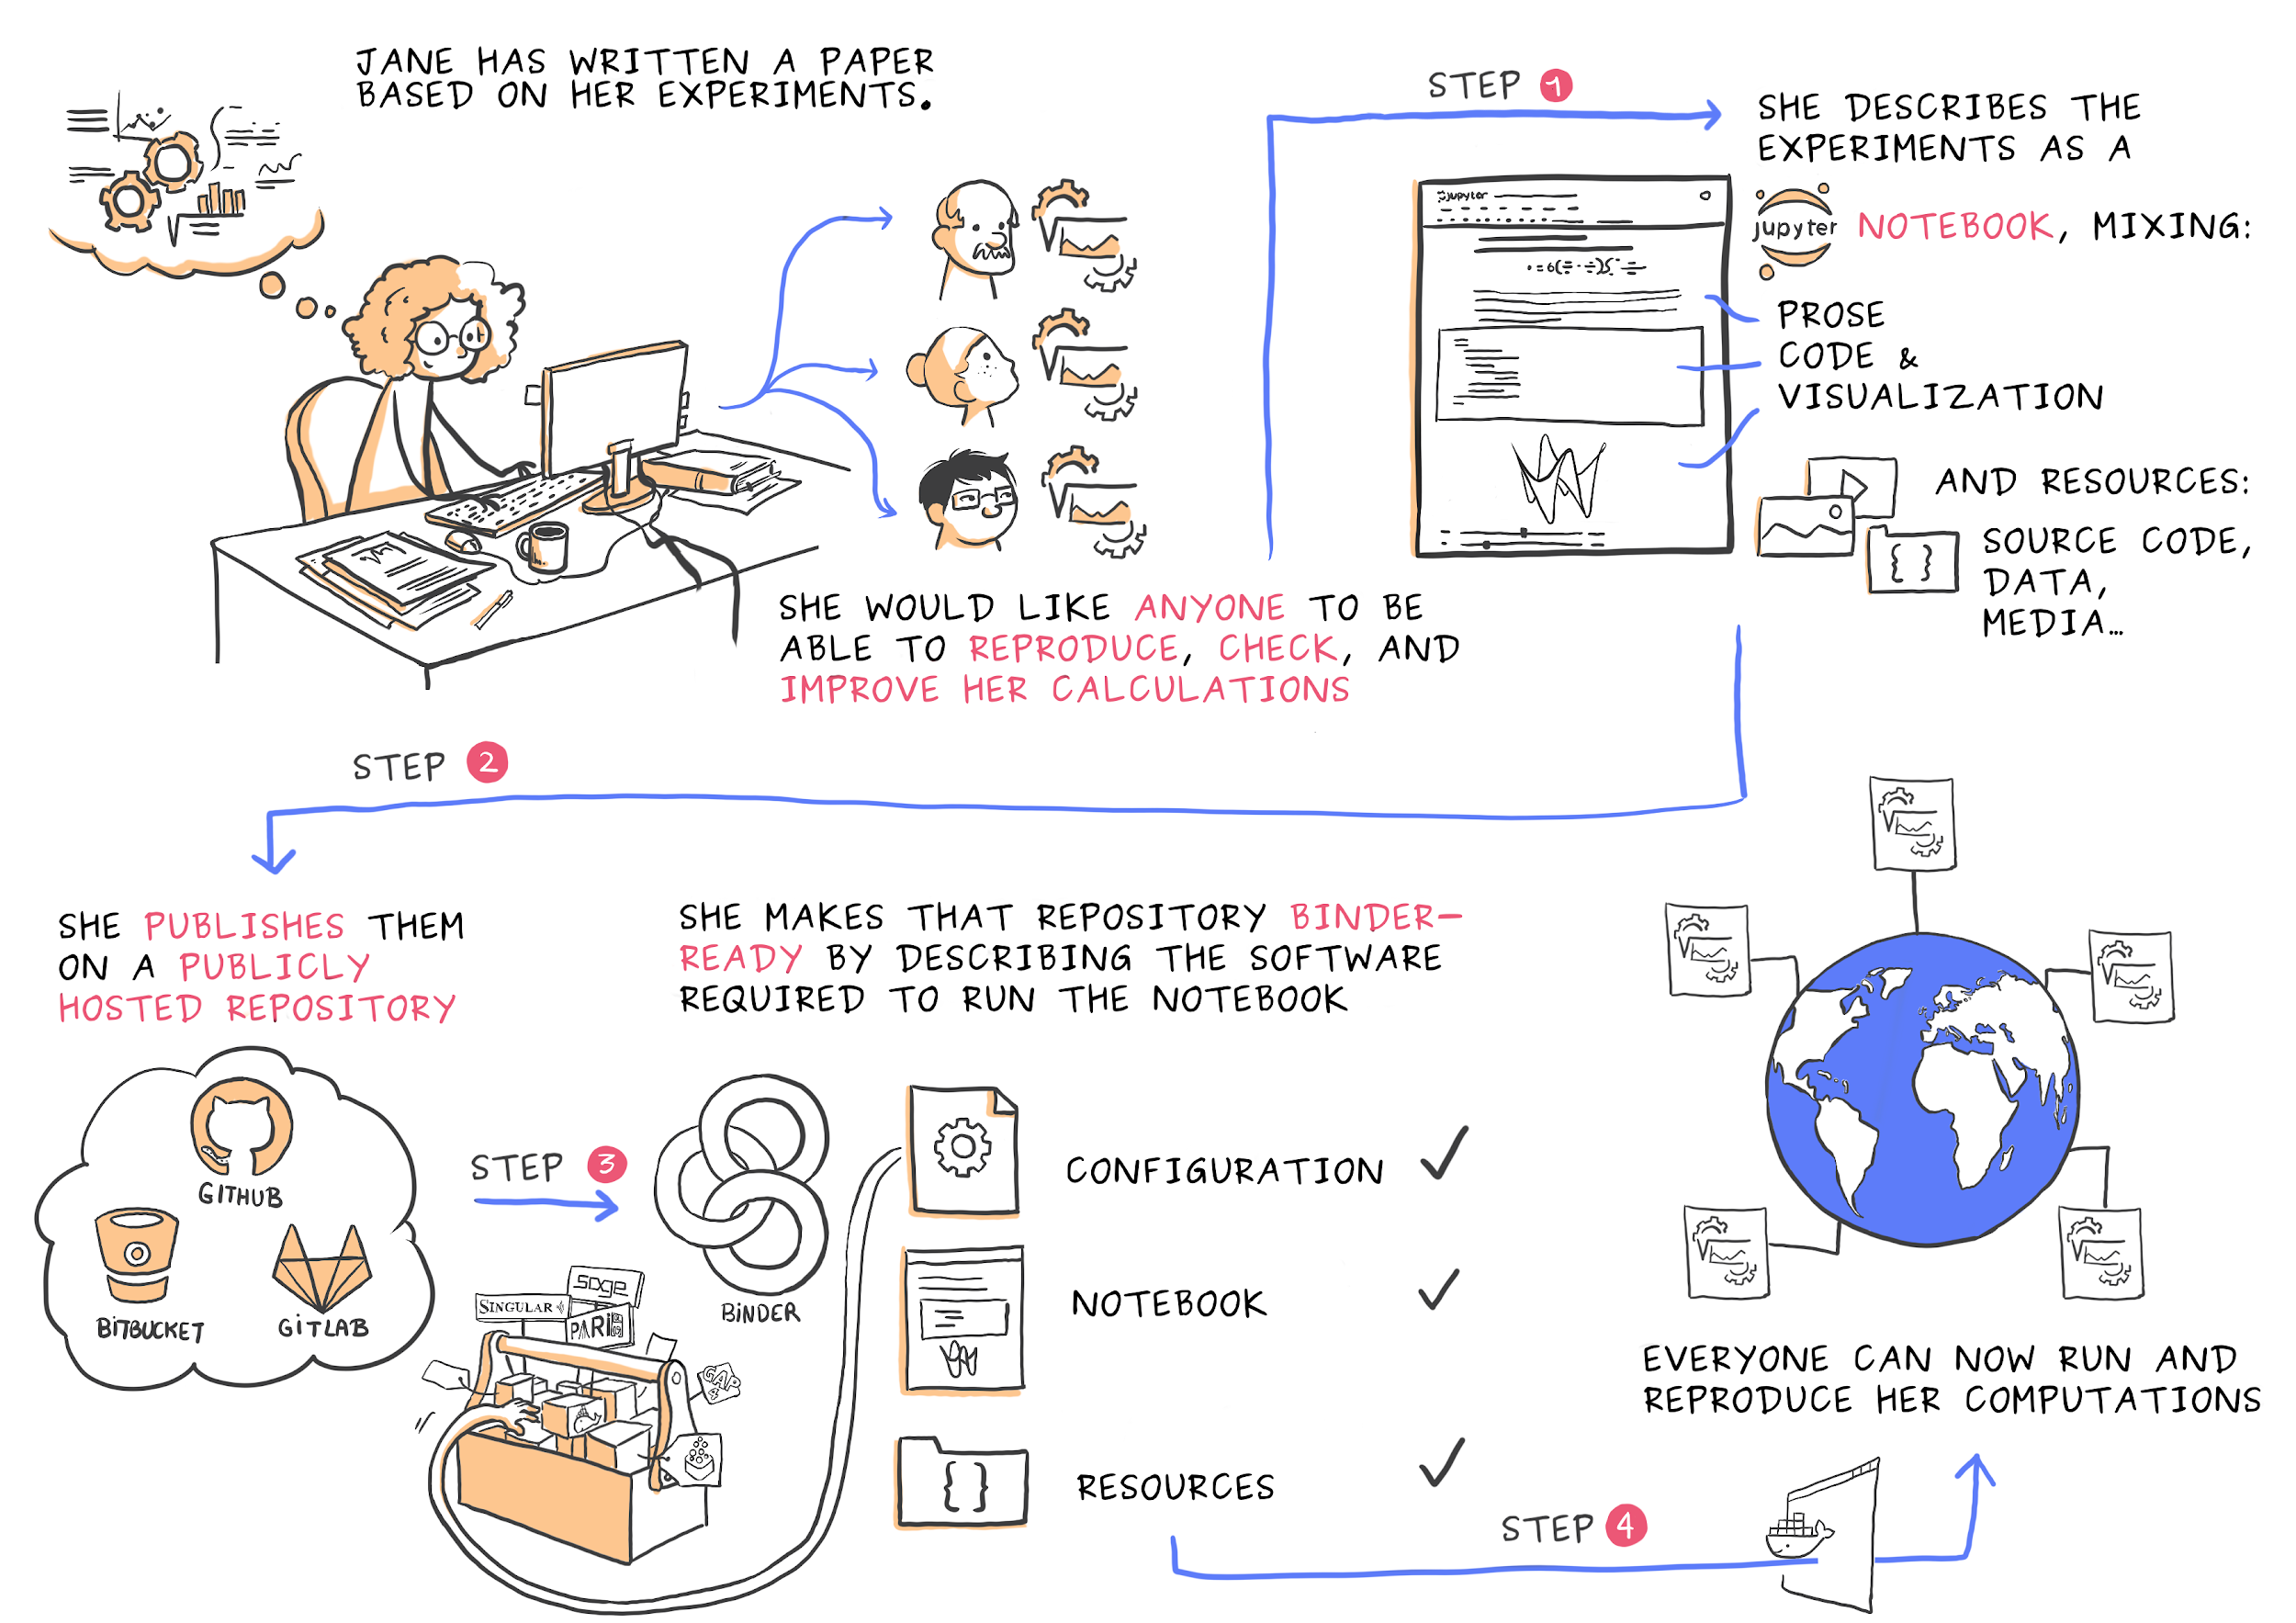 JANE HAS WRITTEN A PAPER
BASED ON HER EXPERIMENTS.
SHE WOULD LIKE ANYONE TO BE
ABLE TO REPRODUCE, CHECK, AND
IMPROVE HER CALCULATIONS
STEP 1
SHE DESCRIBES THE
EXPERIMENTS AS A
jupyter NOTEBOOK, MIXING:
jupyter
PROSE
CODE &
VISUALIZATION
AND RESOURCES:
SOURCE CODE,
DATA,
MEDIA...
{ }
STEP 2
SHE PUBLISHES THEM
ON A PUBLICLY
HOSTED REPOSITORY
GITHUB
BITBUCKET
GITLAB
STEP 3
SHE MAKES THAT REPOSITORY BINDER-
READY BY DESCRIBING THE SOFTWARE
REQUIRED TO RUN THE NOTEBOOK
BINDER
SINGULAR
sage
PARI
GAP
4
CONFIGURATION
NOTEBOOK
{ }
RESOURCES
STEP 4
EVERYONE CAN NOW RUN AND
REPRODUCE HER COMPUTATIONS